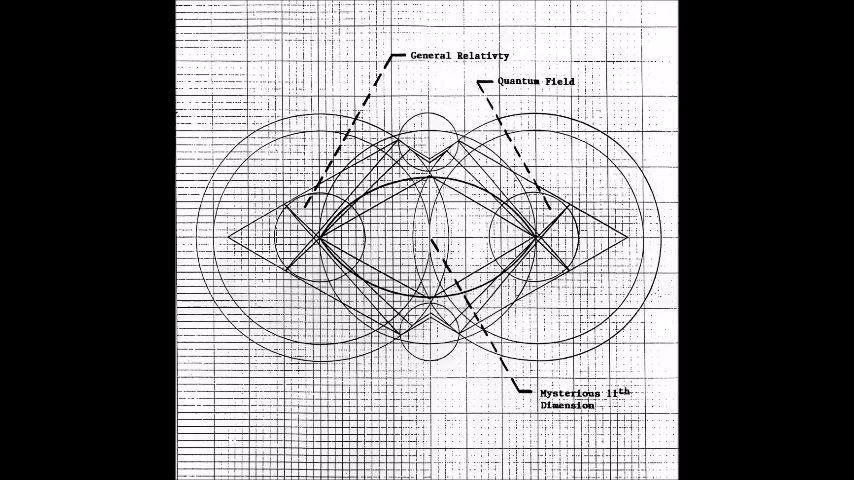 General Relativty
Quantum Field
Mysterious 11th
Dimension